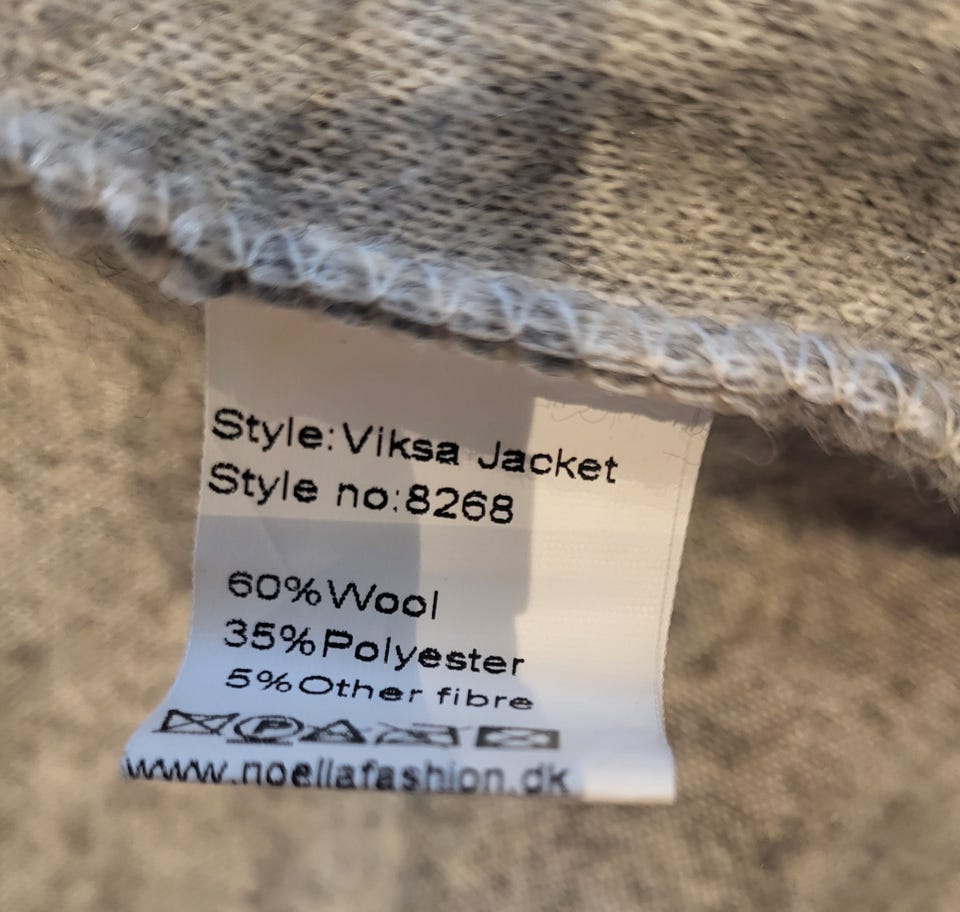 Style:Viksa Jacket
Style no:8268
60%Wool
35%Polyester
5%Other fibre
P
www.noellafashion.dk